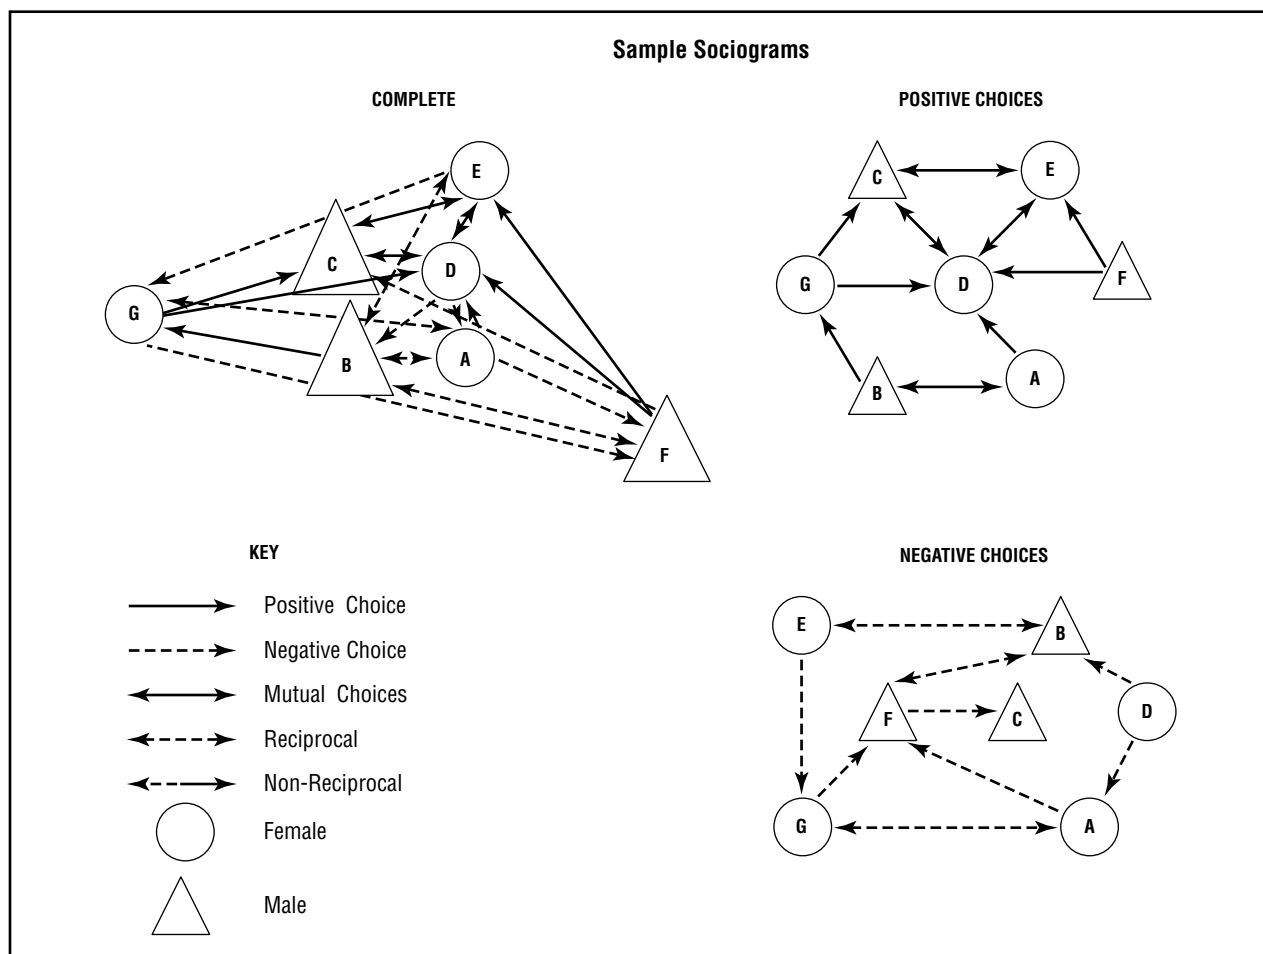 Sample Sociograms
COMPLETE
E
C
D
G
B
A
F
POSITIVE CHOICES
C
E
G
D
F
B
A
KEY
Positive Choice
Negative Choice
Mutual Choices
Reciprocal
Non-Reciprocal
Female
Male
NEGATIVE CHOICES
E
B
F
C
D
G
A